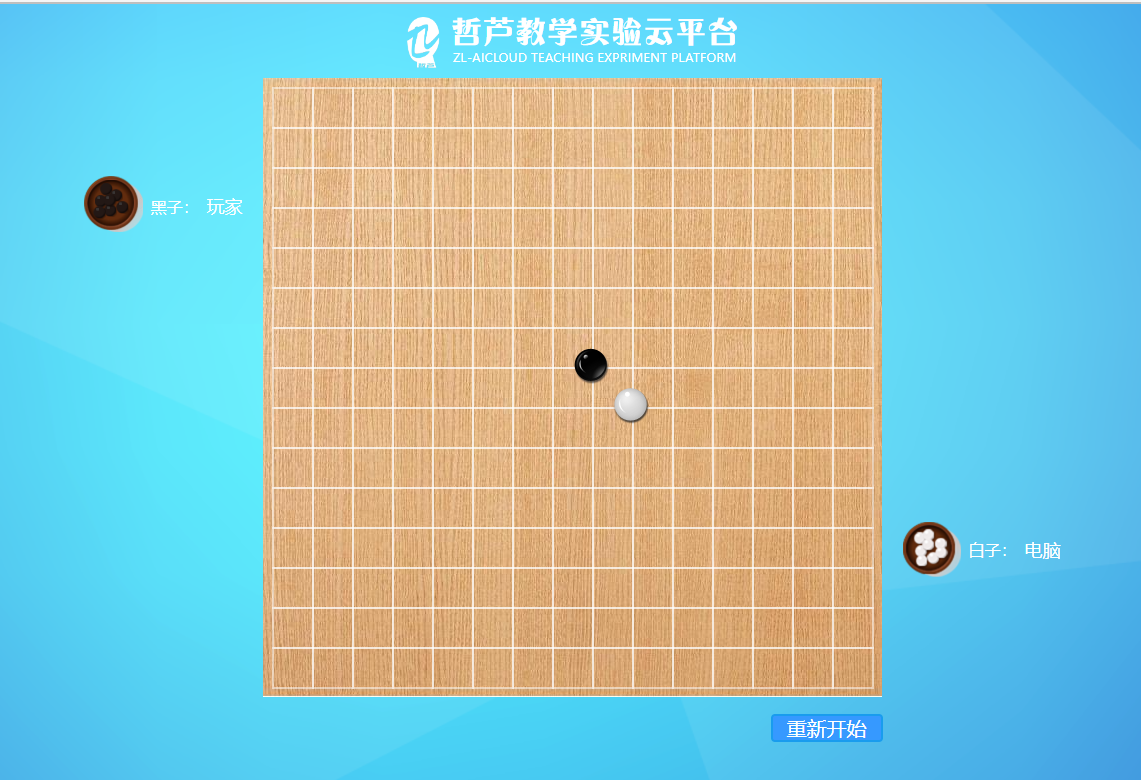 哲芦教学实验云平台
ZL-AICLOUD TEACHING EXPRIMENT PLATFORM
黑子： 玩家
白子： 电脑
重新开始